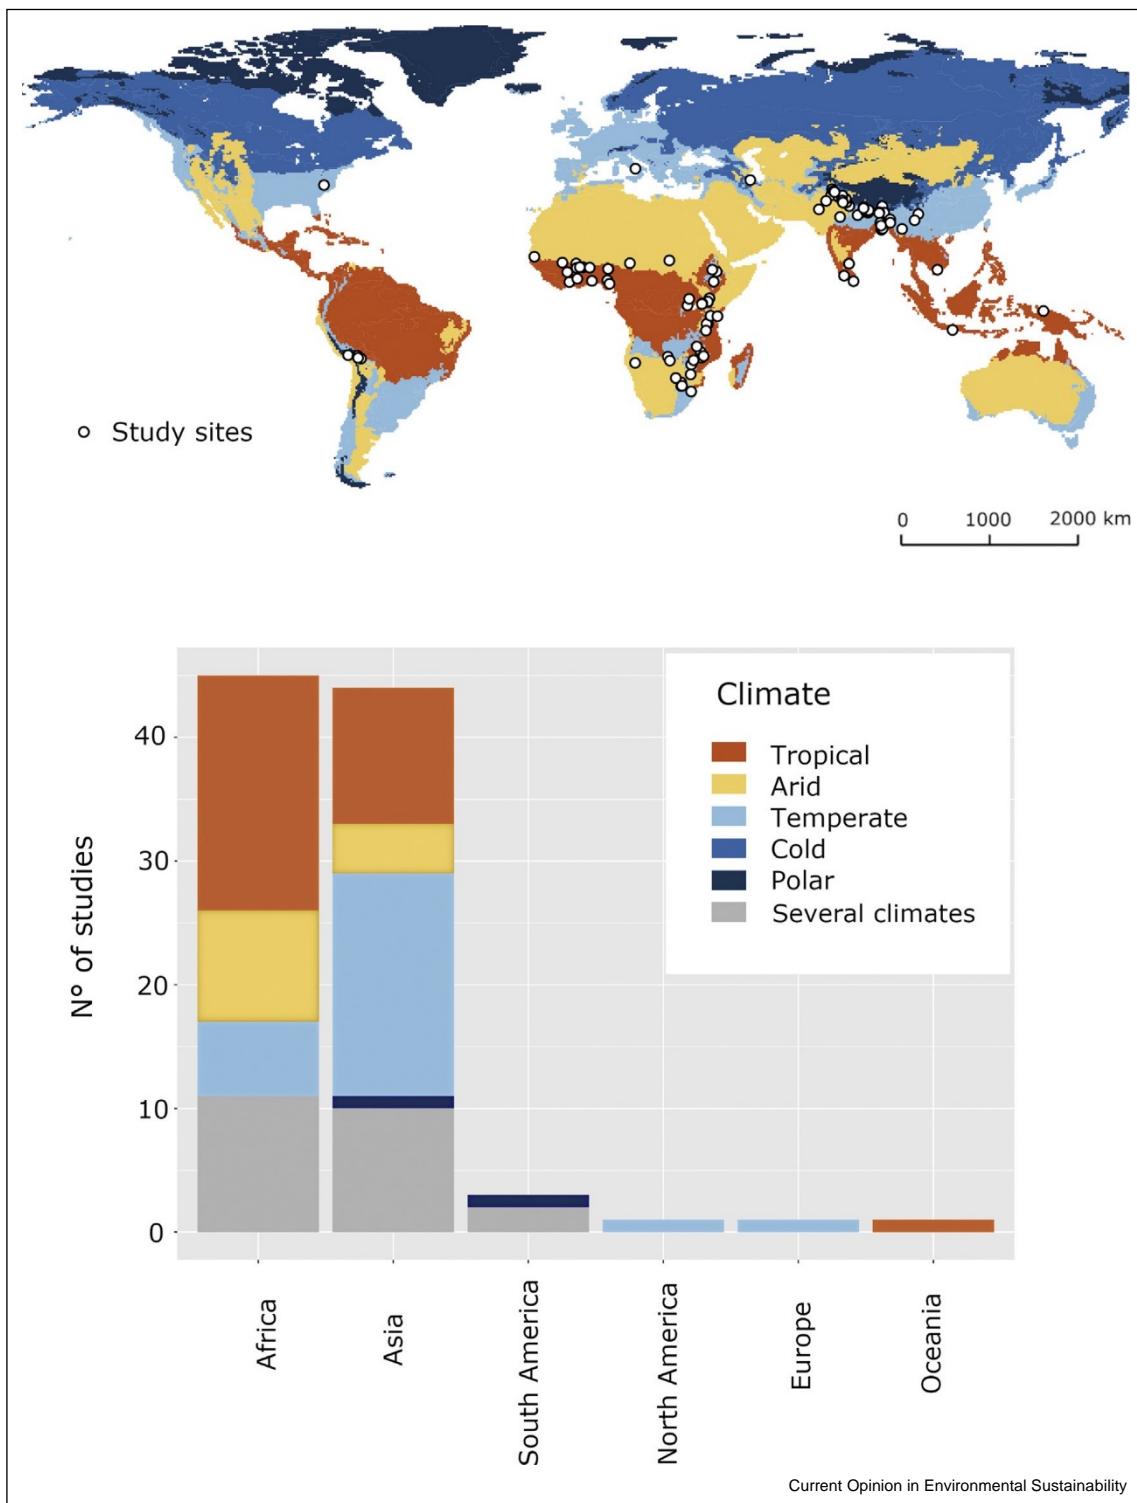 Study sites
0 1000 2000 km
Climate
Tropical
Arid
Temperate
Cold
Polar
Several climates
40
30
20
10
0
N° of studies
Africa
Asia
South America
North America
Europe
Oceania
Current Opinion in Environmental Sustainability